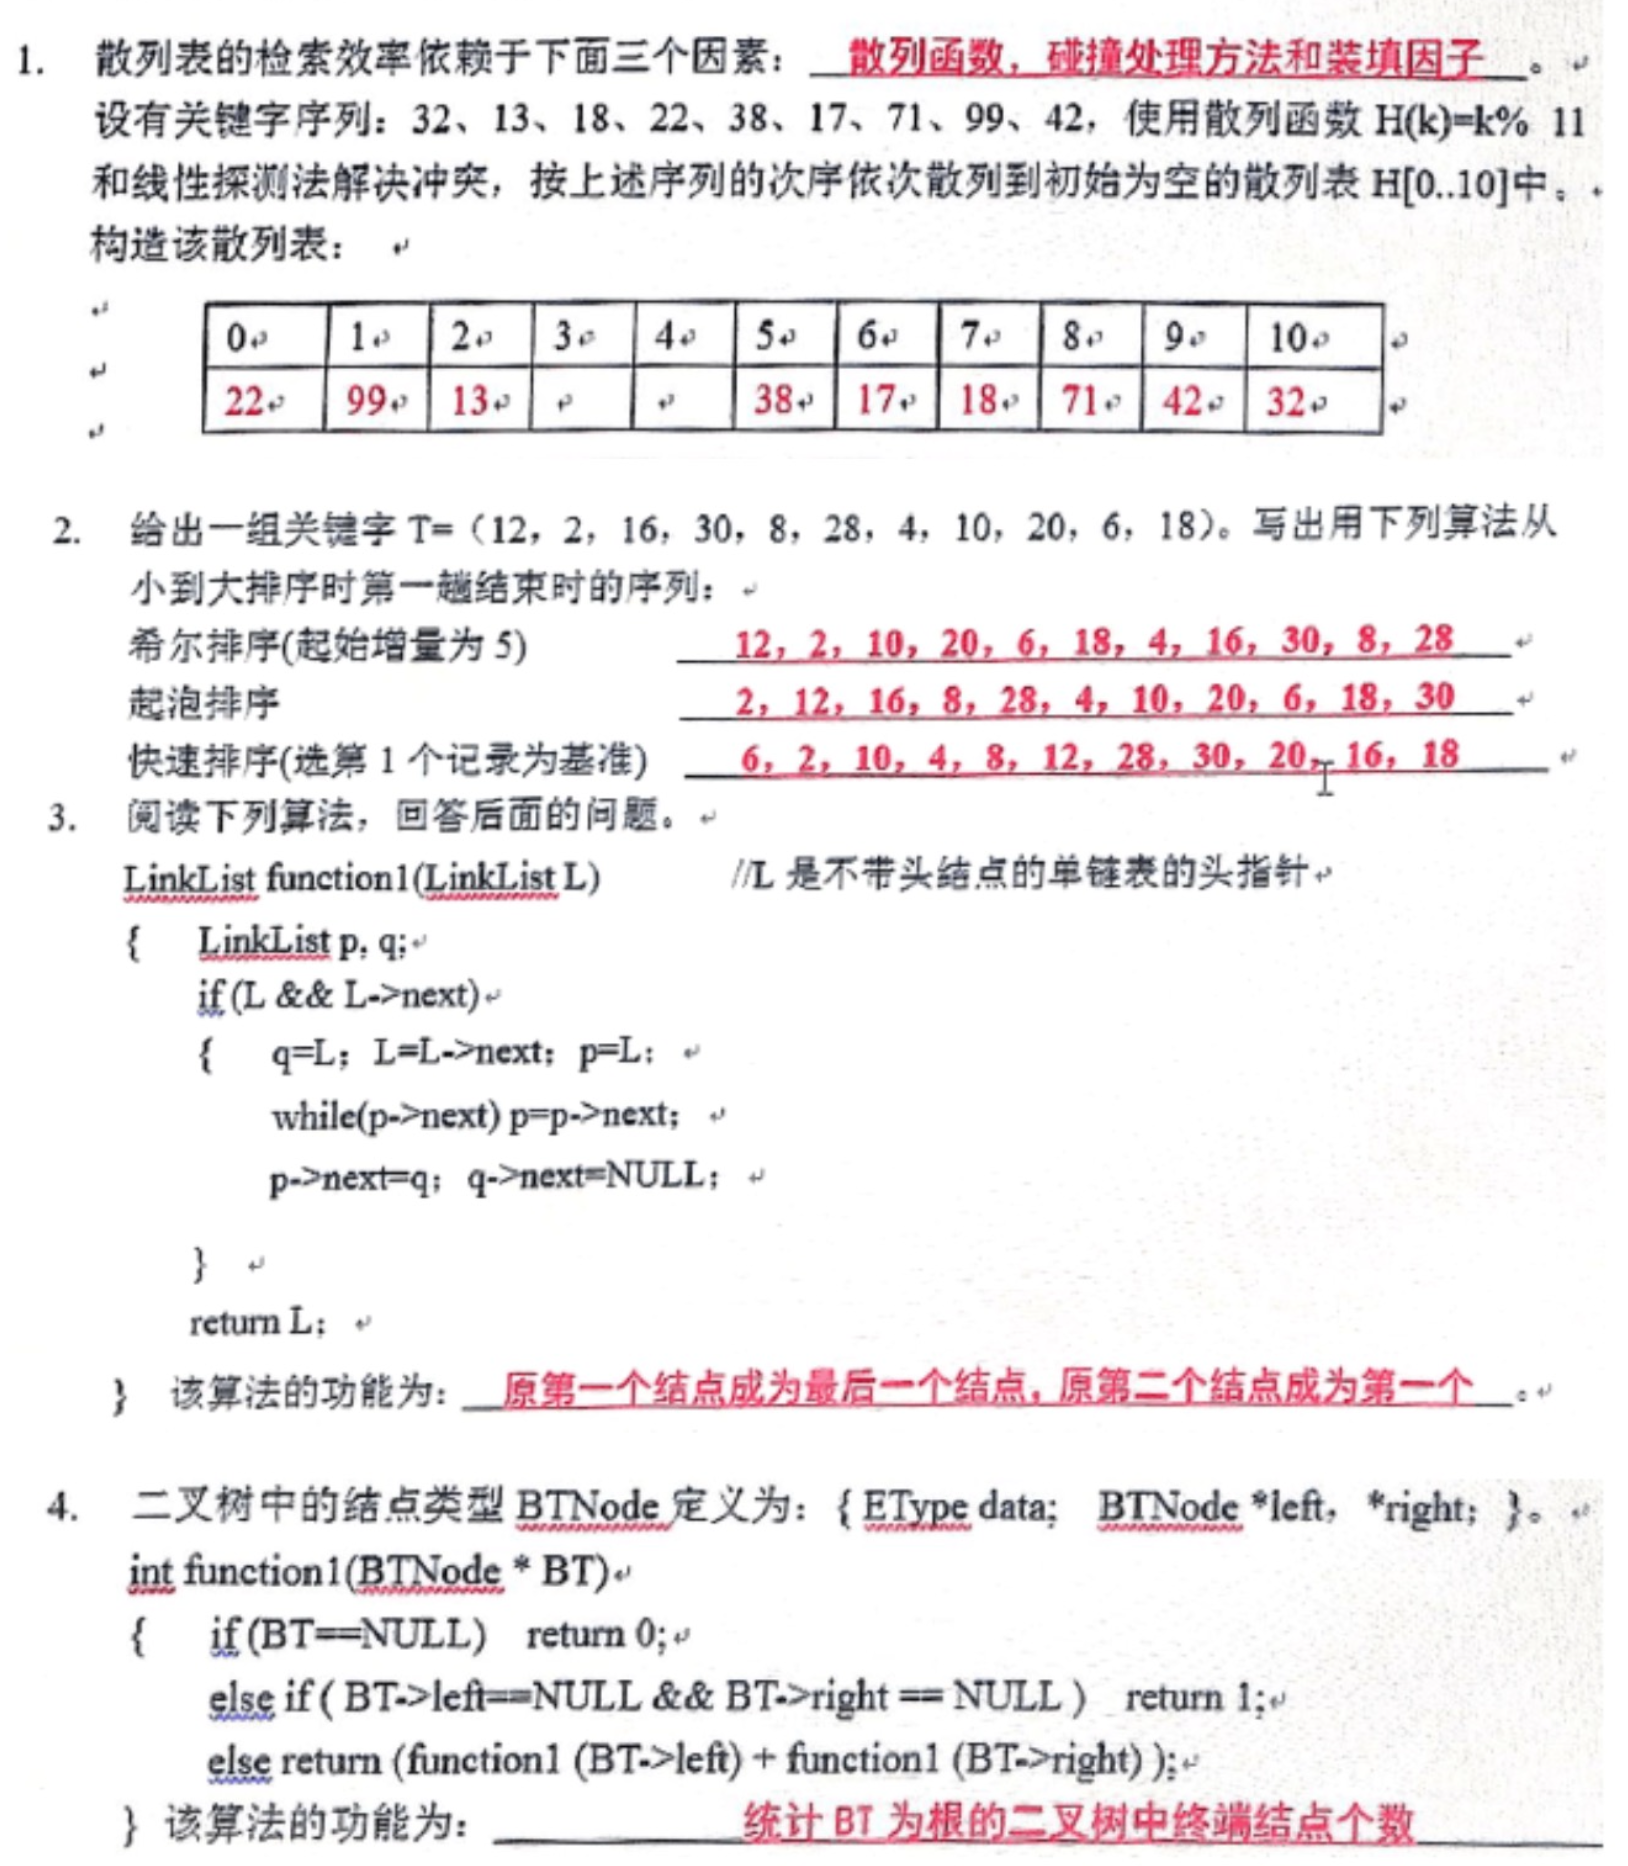 1. 散列表的检索效率依赖于下面三个因素：散列函数，碰撞处理方法和装填因子。
设有关键字序列：32、13、18、22、38、17、71、99、42，使用散列函数 H(k)=k% 11
和线性探测法解决冲突，按上述序列的次序依次散列到初始为空的散列表 H[0..10]中。
构造该散列表：
0 1 2 3 4 5 6 7 8 9 10
22 99 13 38 17 18 71 42 32
2. 给出一组关键字 T=（12，2，16，30，8，28，4，10，20，6，18）。写出用下列算法从
小到大排序时第一趟结束时的序列：
希尔排序(起始增量为 5) 12，2，10，20，6，18，4，16，30，8，28
起泡排序 2，12，16，8，28，4，10，20，6，18，30
快速排序(选第 1 个记录为基准) 6，2，10，4，8，12，28，30，20，16，18
3. 阅读下列算法，回答后面的问题。
LinkList function1(LinkList L) //L 是不带头结点的单链表的头指针
{ LinkList p, q;
if (L && L->next)
{ q=L；L=L->next；p=L；
while(p->next) p=p->next；
p->next=q；q->next=NULL；
}
return L；
} 该算法的功能为：原第一个结点成为最后一个结点，原第二个结点成为第一个。
4. 二叉树中的结点类型 BTNode 定义为：{ EType data; BTNode *left，*right；}。
int function1(BTNode * BT)
{ if (BT==NULL) return 0;
else if ( BT->left==NULL && BT->right == NULL ) return 1;
else return (function1 (BT->left) + function1 (BT->right) );
} 该算法的功能为：统计 BT 为根的二叉树中终端结点个数